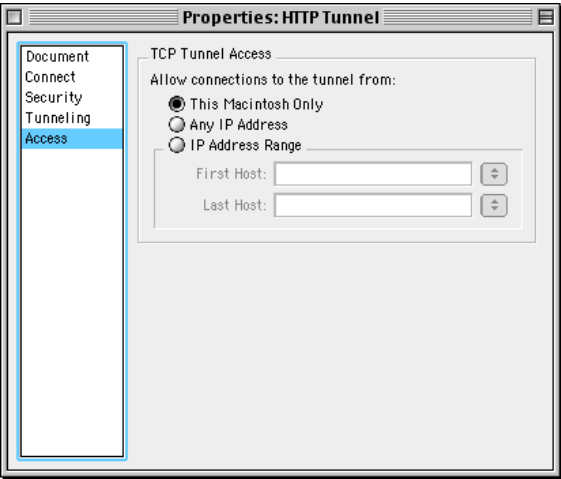 Properties: HTTP Tunnel
Document
Connect
Security
Tunneling
Access
TCP Tunnel Access
Allow connections to the tunnel from:
This Macintosh Only
Any IP Address
IP Address Range
First Host:
Last Host: